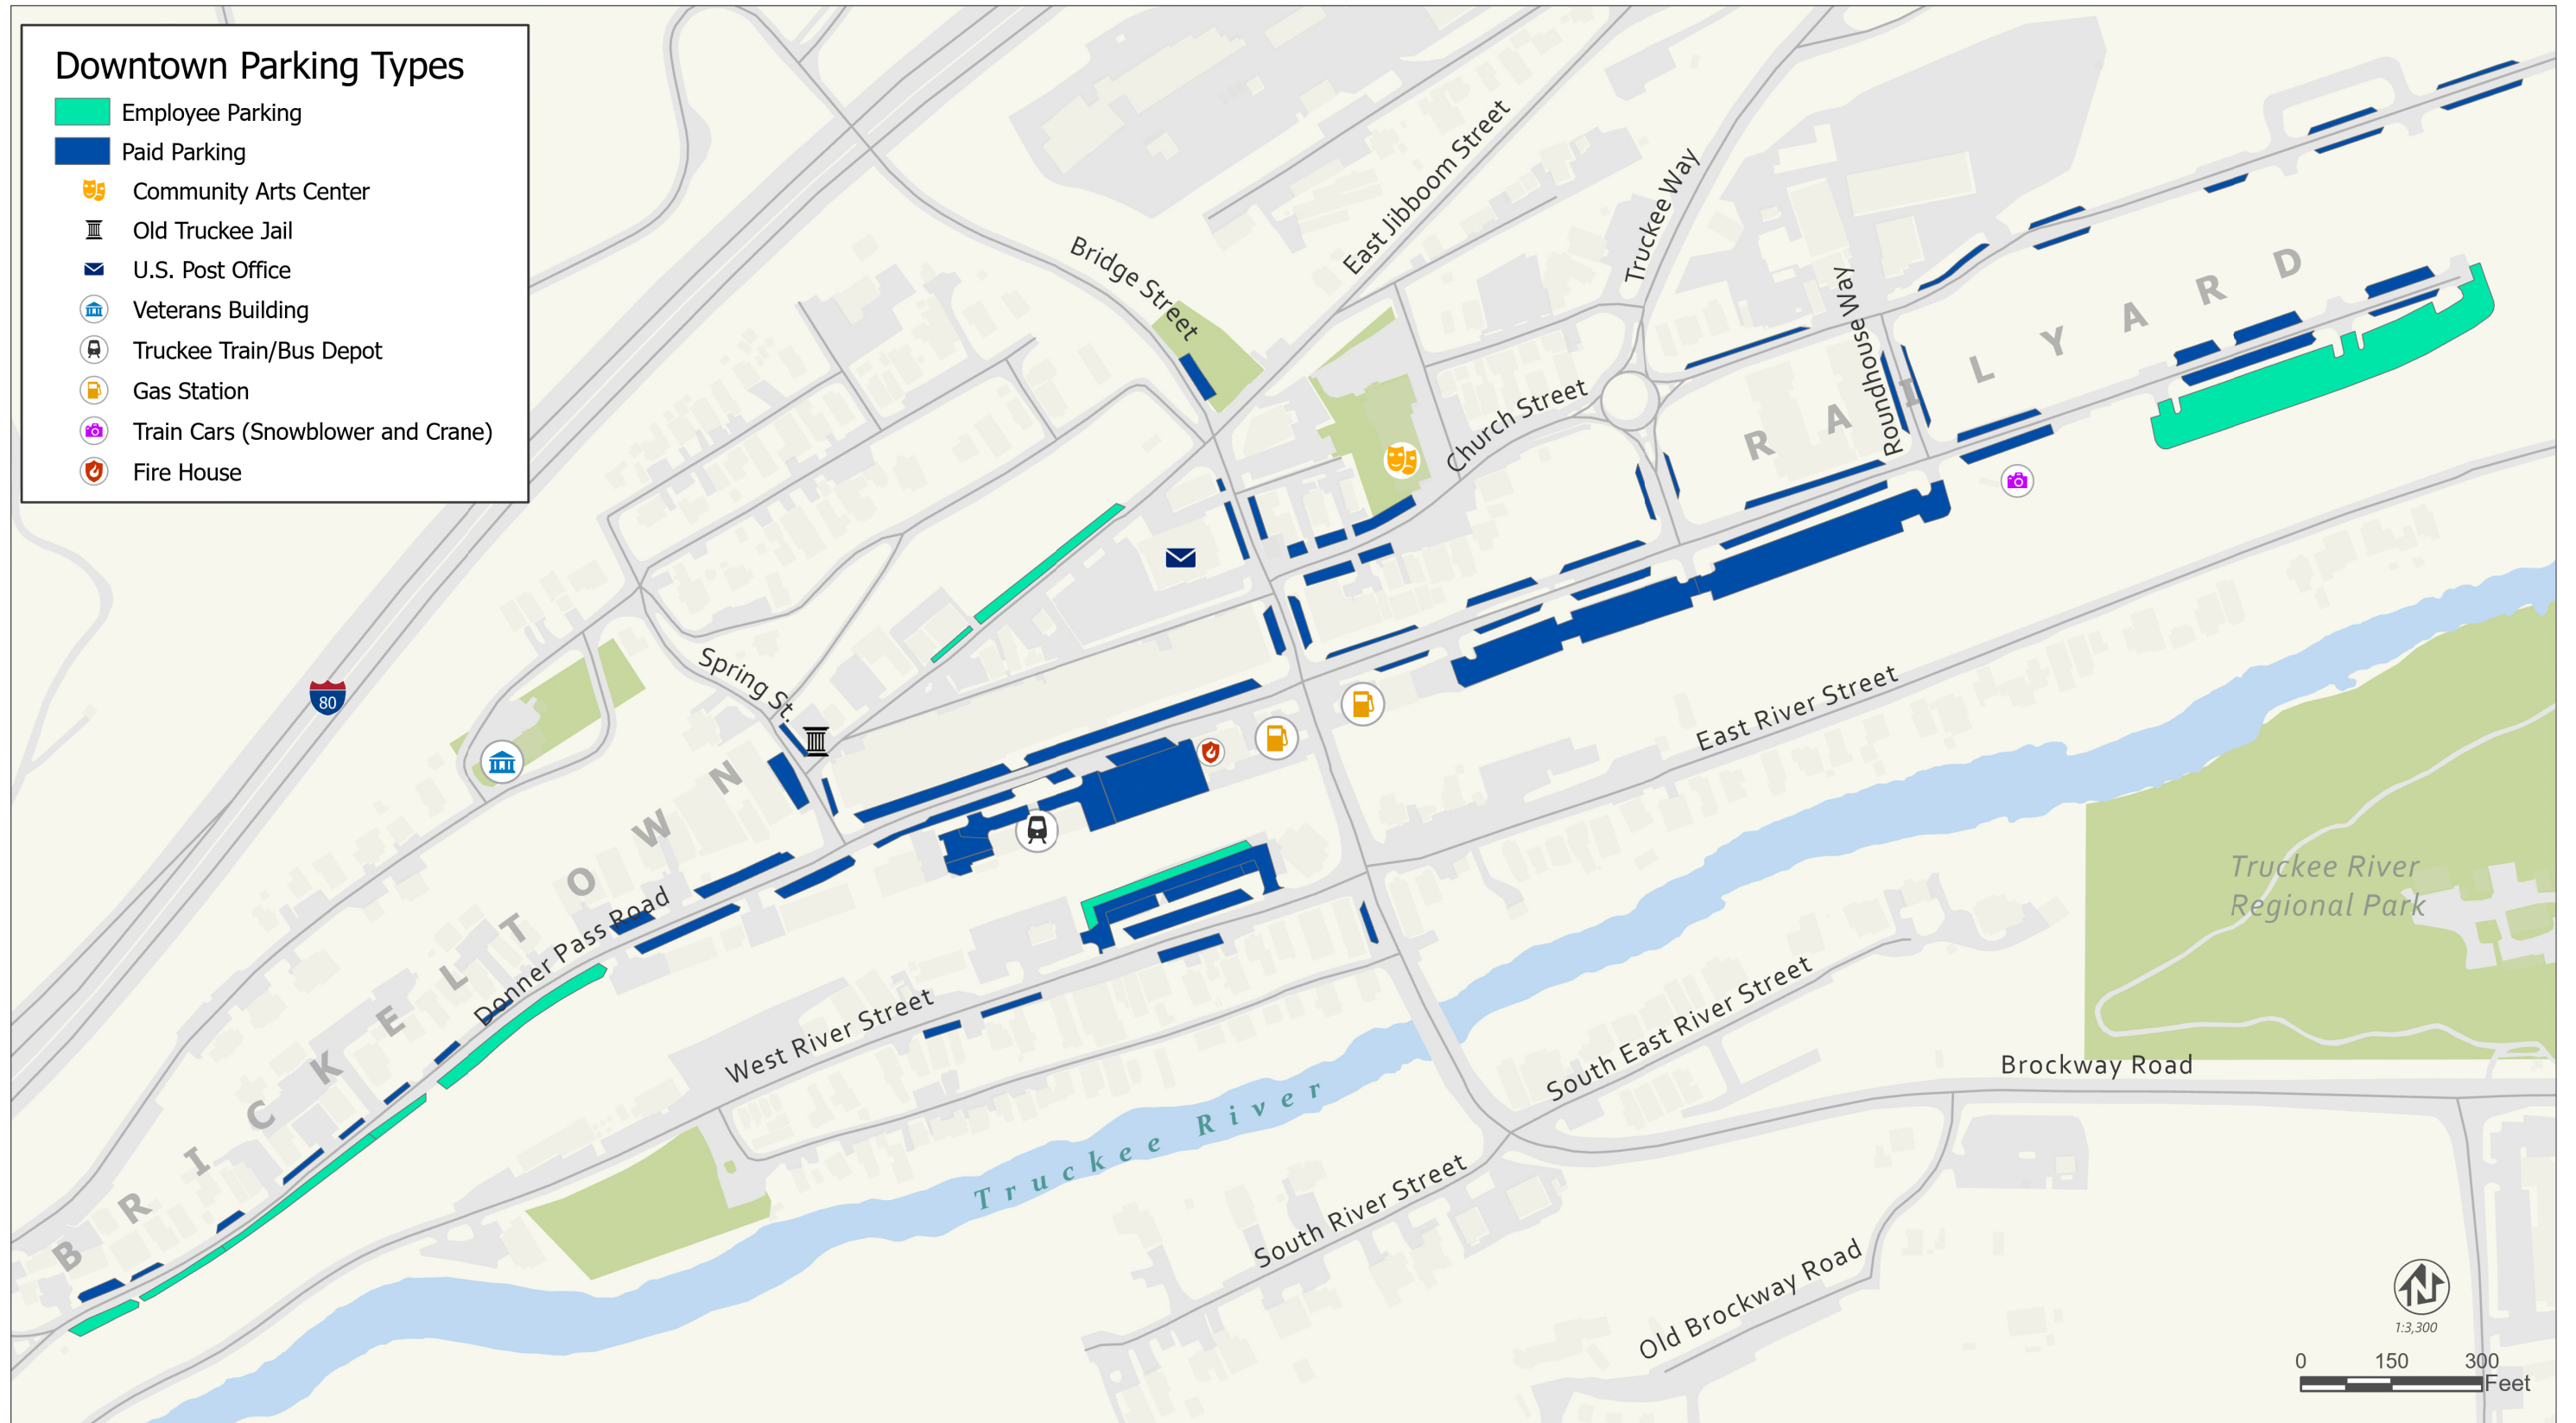 Downtown Parking Types
Employee Parking
Paid Parking
Community Arts Center
Old Truckee Jail
U.S. Post Office
Veterans Building
Truckee Train/Bus Depot
Gas Station
Train Cars (Snowblower and Crane)
Fire House
Bridge Street
East Jibboom Street
Truckee Way
Roundhouse Way
Church Street
RAILYARD
Spring St.
80
East River Street
BRICKELTOWN
Donner Pass Road
West River Street
Truckee River
Regional Park
South East River Street
Brockway Road
Truckee River
South River Street
Old Brockway Road
N
1:3,300
0 150 300
Feet